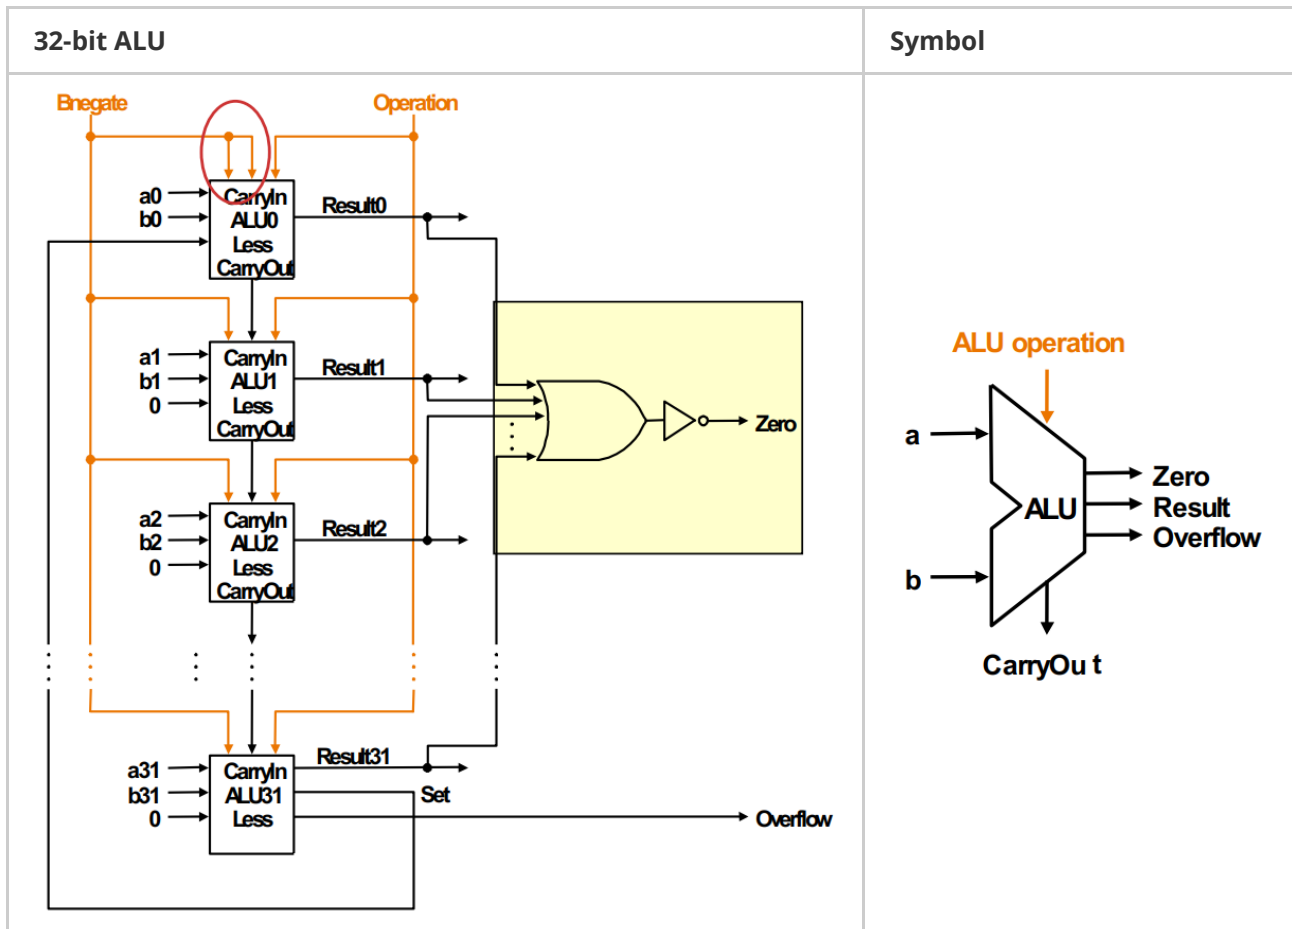 32-bit ALU
Symbol
Bnegate
Operation
a0
b0
CarryIn
ALU0
Less
CarryOut
Result0
a1
b1
0
CarryIn
ALU1
Less
CarryOut
Result1
Zero
a2
b2
0
CarryIn
ALU2
Less
CarryOut
Result2
a31
b31
0
CarryIn
ALU31
Less
Result31
Set
Overflow
ALU operation
a
b
ALU
Zero
Result
Overflow
CarryOu t